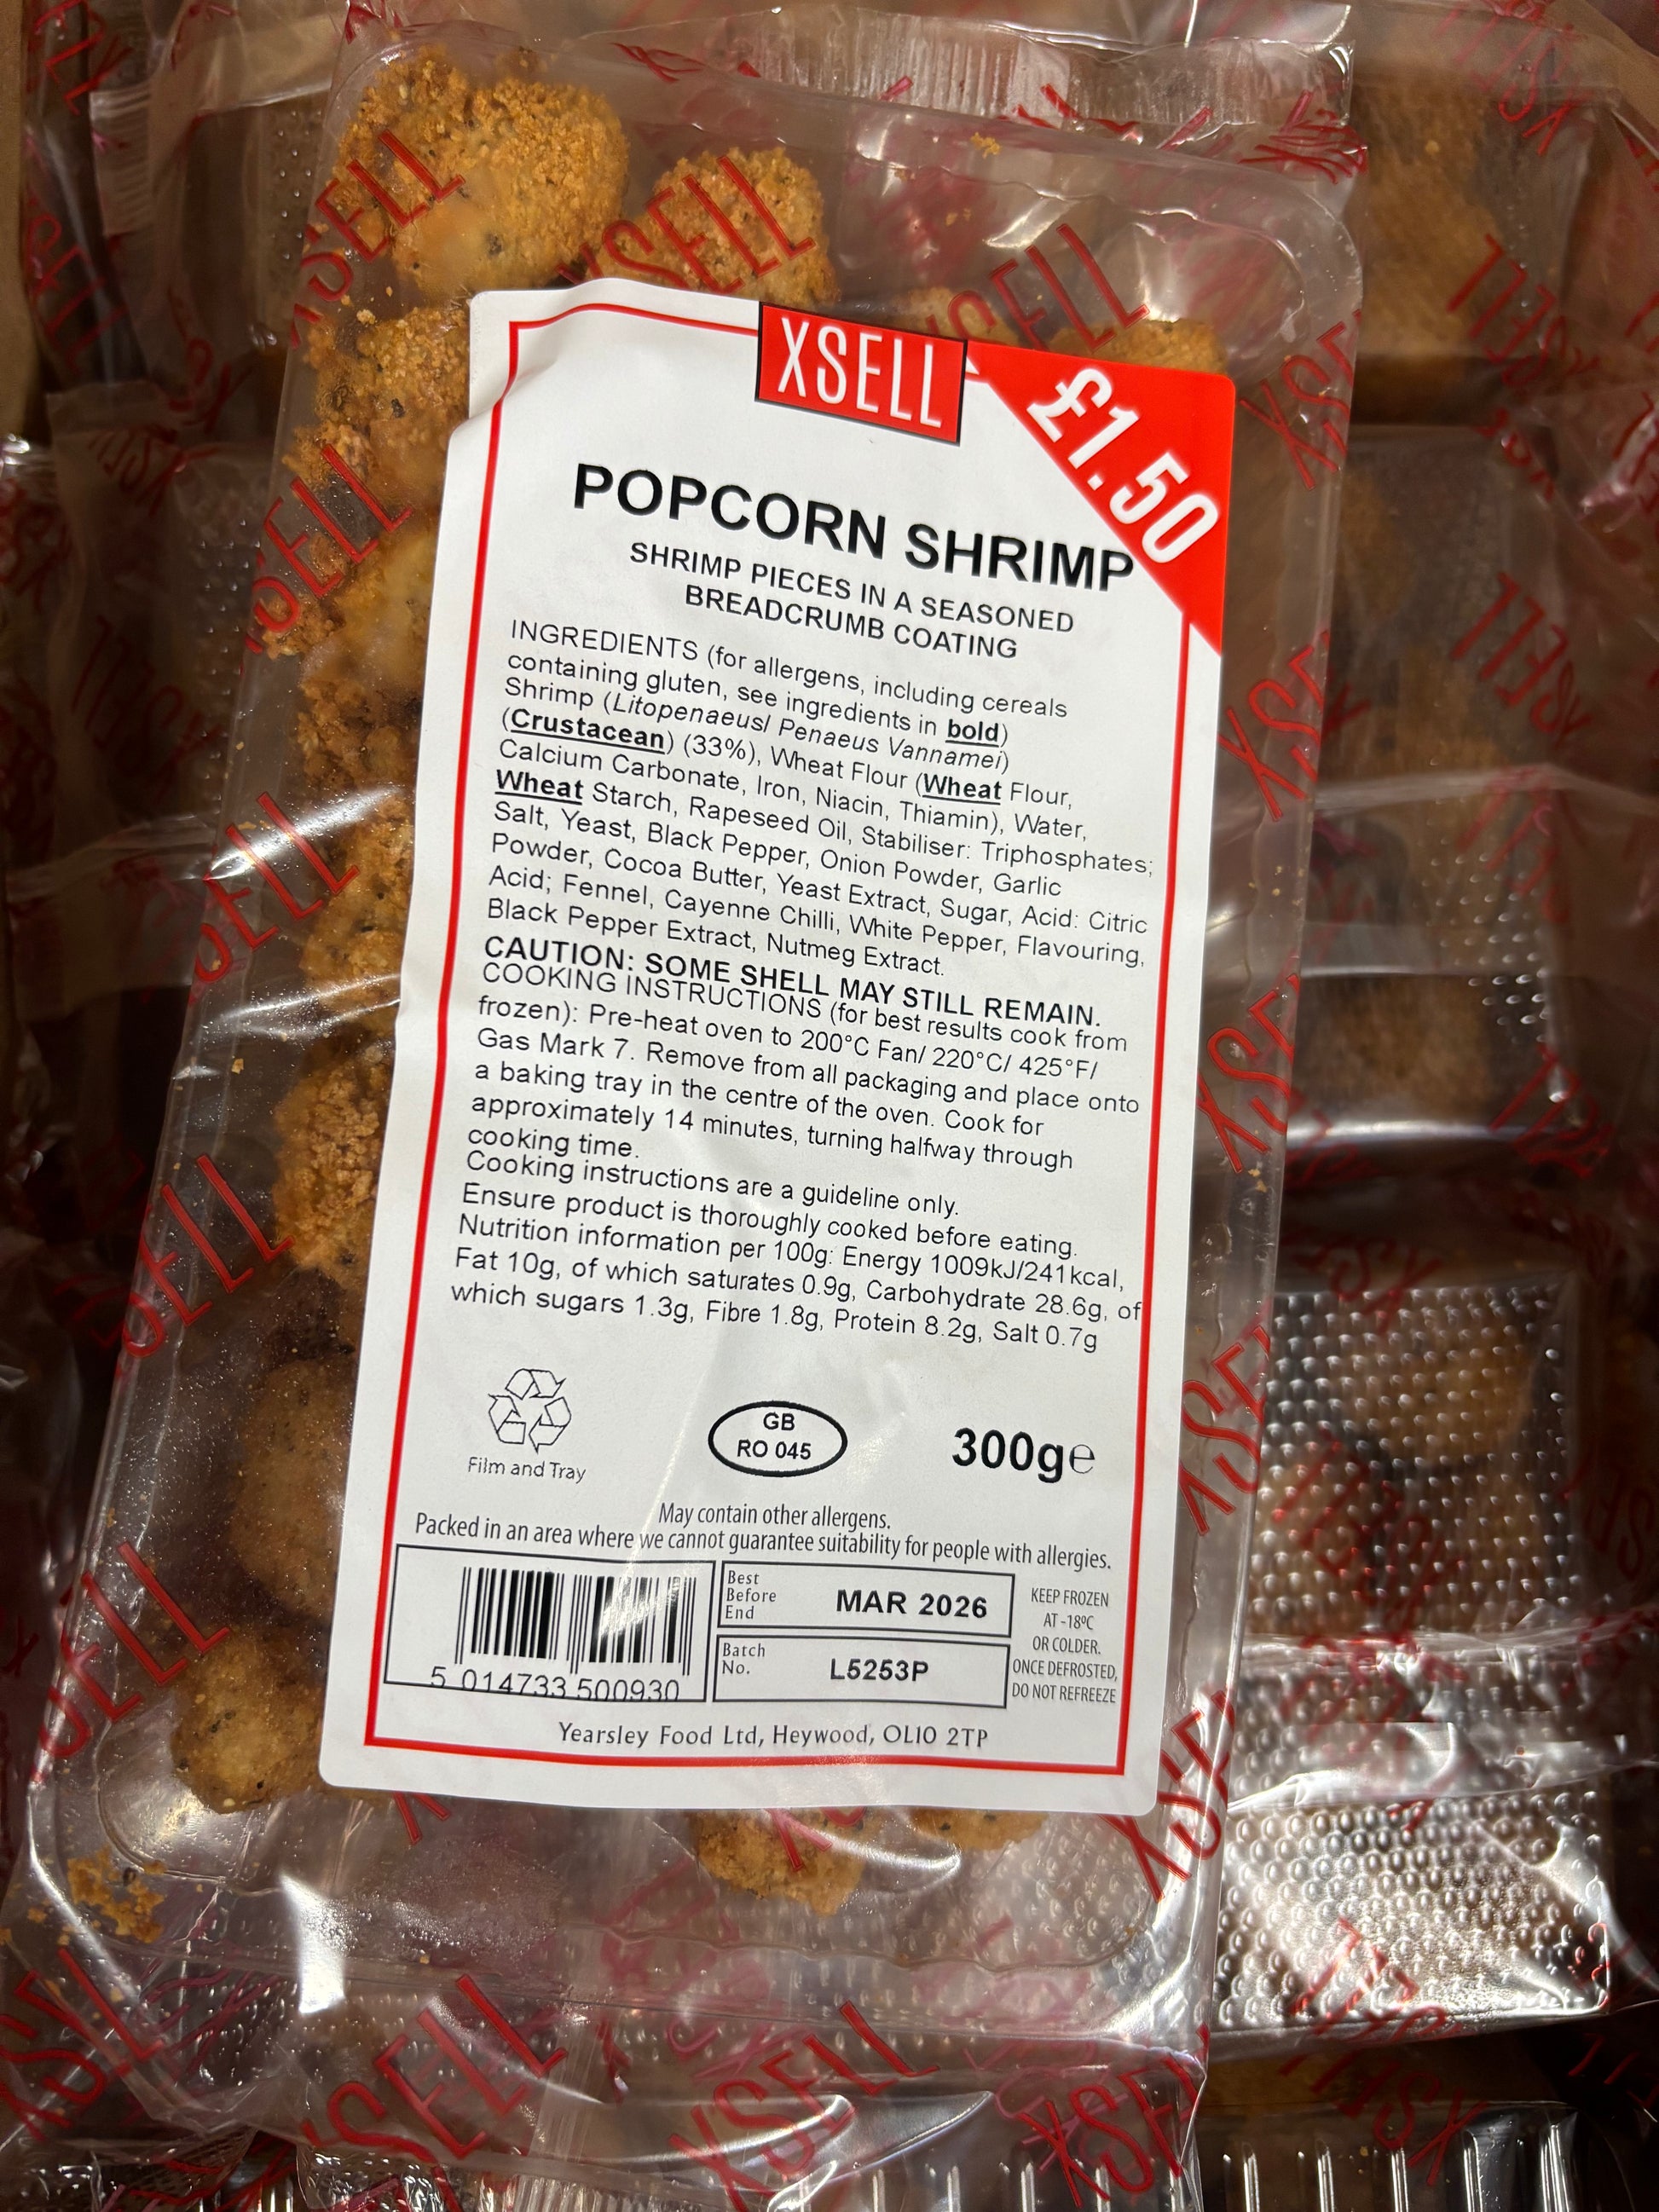 XSELL
£1.50
POPCORN SHRIMP
SHRIMP PIECES IN A SEASONED
BREADCRUMB COATING
INGREDIENTS (for allergens, including cereals
containing gluten, see ingredients in bold)
Shrimp (Litopenaeus/ Penaeus Vannamei)
(Crustacean) (33%), Wheat Flour (Wheat Flour,
Calcium Carbonate, Iron, Niacin, Thiamin), Water,
Wheat Starch, Rapeseed Oil, Stabiliser: Triphosphates;
Salt, Yeast, Black Pepper, Onion Powder, Garlic
Powder, Cocoa Butter, Yeast Extract, Sugar, Acid: Citric
Acid; Fennel, Cayenne Chilli, White Pepper, Flavouring,
Black Pepper Extract, Nutmeg Extract.
CAUTION: SOME SHELL MAY STILL REMAIN.
COOKING INSTRUCTIONS (for best results cook from
frozen): Pre-heat oven to 200°C Fan/ 220°C/ 425°F/
Gas Mark 7. Remove from all packaging and place onto
a baking tray in the centre of the oven. Cook for
approximately 14 minutes, turning halfway through
cooking time.
Cooking instructions are a guideline only.
Ensure product is thoroughly cooked before eating.
Nutrition information per 100g: Energy 1009kJ/241kcal,
Fat 10g, of which saturates 0.9g, Carbohydrate 28.6g, of
which sugars 1.3g, Fibre 1.8g, Protein 8.2g, Salt 0.7g
Film and Tray
GB
RO 045
300g℮
May contain other allergens.
Packed in an area where we cannot guarantee suitability for people with allergies.
5 014733 500930
Best
Before
End
MAR 2026
Batch
No.
L5253P
KEEP FROZEN
AT -18ºC
OR COLDER.
ONCE DEFROSTED,
DO NOT REFREEZE
Yearsley Food Ltd, Heywood, OL10 2TP
XSELL
XSELL
XSELL
XSELL
XSELL
XSELL
XSELL
XSELL